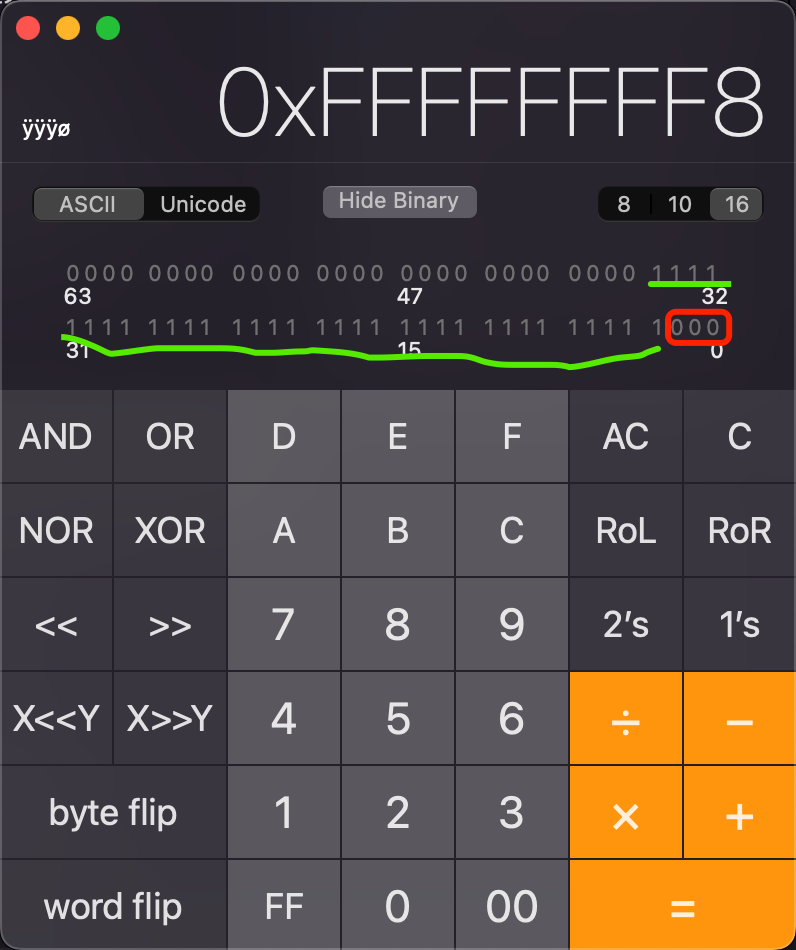 0xFFFFFFFF8
ÿÿÿø
ASCII Unicode Hide Binary 8 10 16
0000 0000 0000 0000 0000 0000 0000 1111
63 47 32
1111 1111 1111 1111 1111 1111 1111 1000
31 15 0
AND OR D E F AC C
NOR XOR A B C RoL RoR
<< >> 7 8 9 2's 1's
X<<Y X>>Y 4 5 6 ÷ −
byte flip 1 2 3 × +
word flip FF 0 00 =